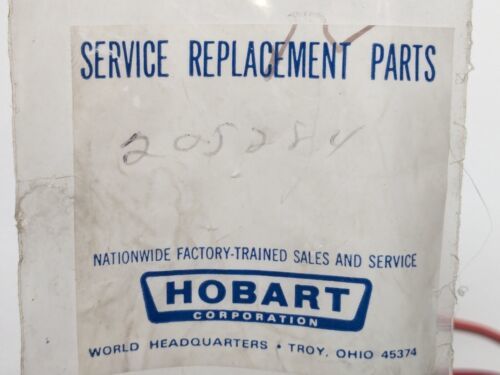 SERVICE REPLACEMENT PARTS
205284
NATIONWIDE FACTORY-TRAINED SALES AND SERVICE
HOBART
CORPORATION
WORLD HEADQUARTERS • TROY, OHIO 45374